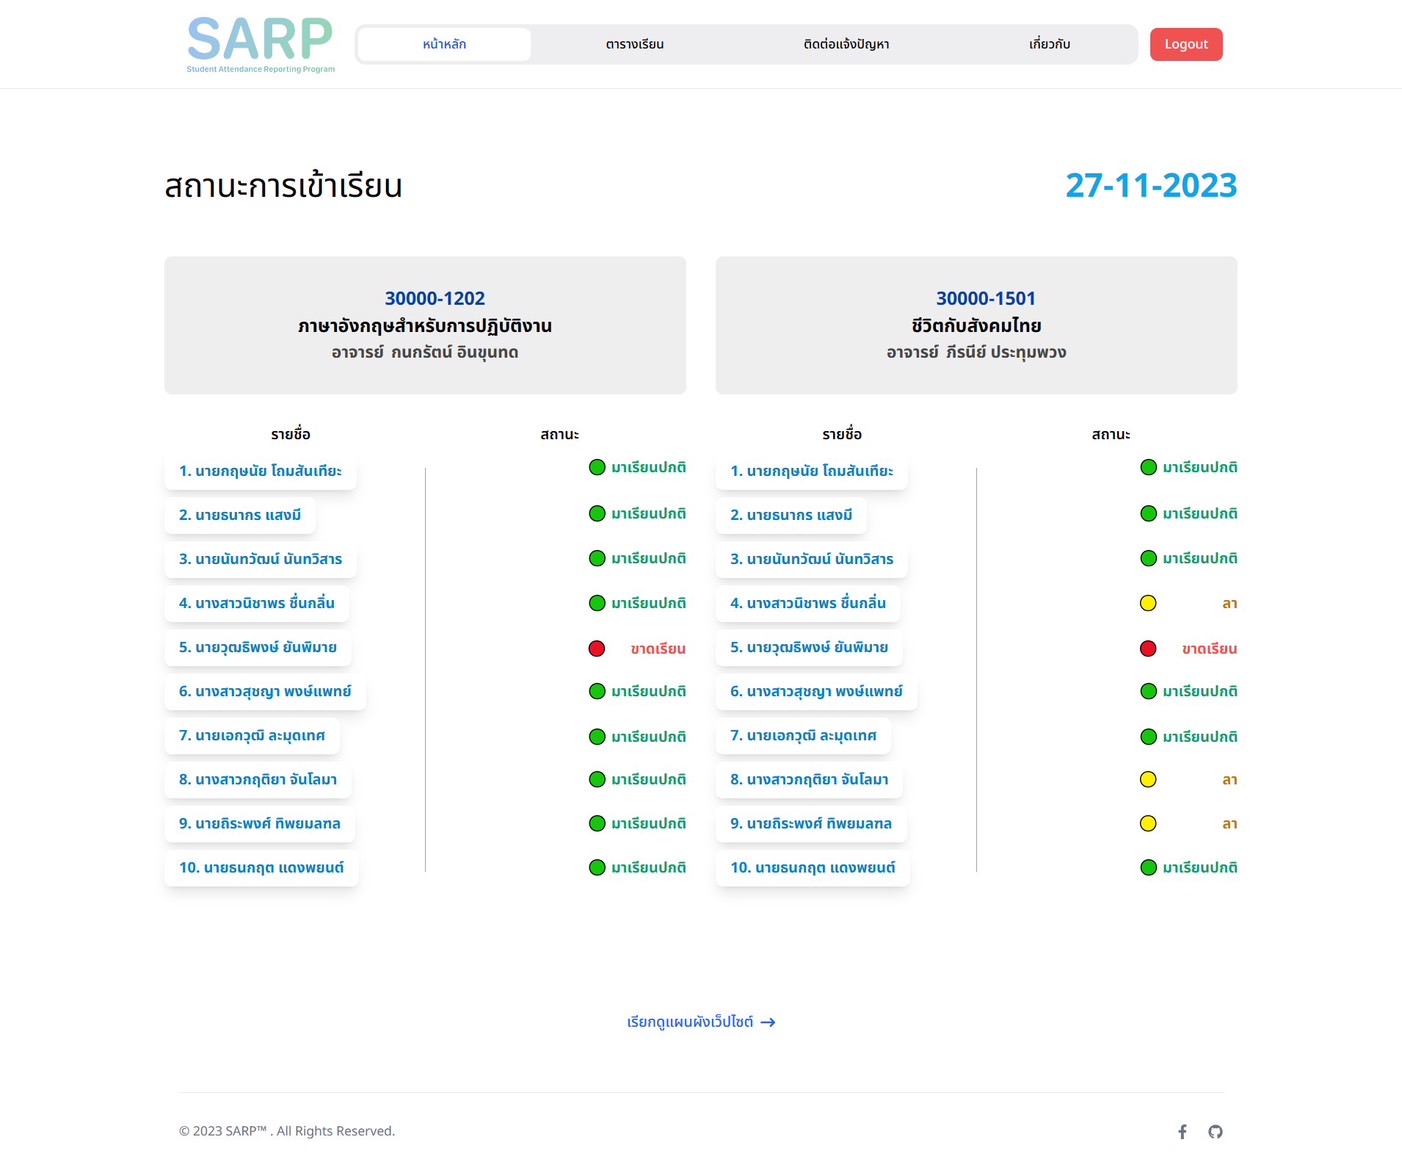 SARP
Student Attendance Reporting Program
หน้าหลัก
ตารางเรียน
ติดต่อแจ้งปัญหา
เกี่ยวกับ
Logout
สถานะการเข้าเรียน
27-11-2023
30000-1202
ภาษาอังกฤษสำหรับการปฏิบัติงาน
อาจารย์ กนกรัตน์ อินขุนทด
รายชื่อ สถานะ
1. นายกฤษนัย โถมสันเทียะ มาเรียนปกติ
2. นายธนากร แสงมี มาเรียนปกติ
3. นายนันทวัฒน์ นันทวิสาร มาเรียนปกติ
4. นางสาวนิชาพร ชื่นกลิ่น มาเรียนปกติ
5. นายวุฒธิพงษ์ ยันพิมาย ขาดเรียน
6. นางสาวสุชญา พงษ์แพทย์ มาเรียนปกติ
7. นายเอกวุฒิ ละมุดเทศ มาเรียนปกติ
8. นางสาวกฤติยา จันโลมา มาเรียนปกติ
9. นายถิระพงศ์ ทิพยมลฑล มาเรียนปกติ
10. นายธนกฤต แดงพยนต์ มาเรียนปกติ
30000-1501
ชีวิตกับสังคมไทย
อาจารย์ ภีรนีย์ ประทุมพวง
รายชื่อ สถานะ
1. นายกฤษนัย โถมสันเทียะ มาเรียนปกติ
2. นายธนากร แสงมี มาเรียนปกติ
3. นายนันทวัฒน์ นันทวิสาร มาเรียนปกติ
4. นางสาวนิชาพร ชื่นกลิ่น ลา
5. นายวุฒธิพงษ์ ยันพิมาย ขาดเรียน
6. นางสาวสุชญา พงษ์แพทย์ มาเรียนปกติ
7. นายเอกวุฒิ ละมุดเทศ มาเรียนปกติ
8. นางสาวกฤติยา จันโลมา ลา
9. นายถิระพงศ์ ทิพยมลฑล ลา
10. นายธนกฤต แดงพยนต์ มาเรียนปกติ
เรียกดูแผนผังเว็ปไซต์ →
© 2023 SARP™ . All Rights Reserved.